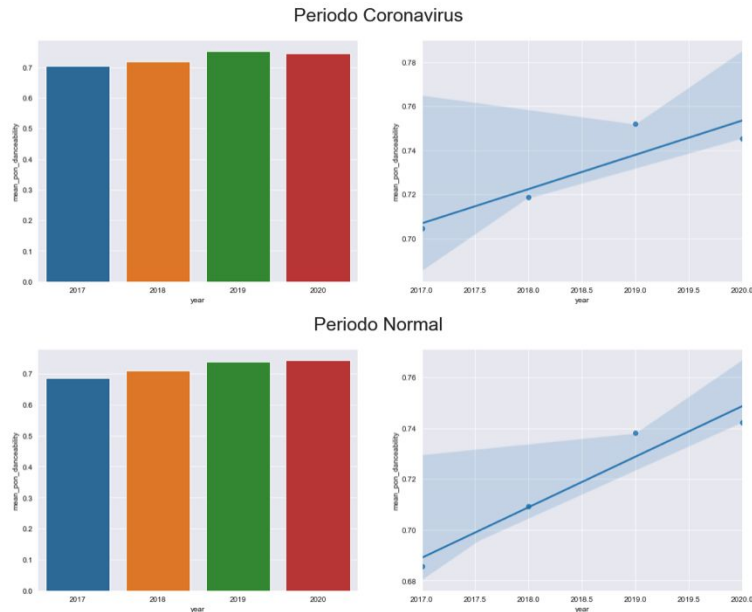 Periodo Coronavirus
0.7
0.6
0.5
0.4
0.3
0.2
0.1
0.0
mean_pon_danceability
2017 2018 2019 2020
year
0.78
0.76
0.74
0.72
0.70
mean_pon_danceability
2017.0 2017.5 2018.0 2018.5 2019.0 2019.5 2020.0
year
Periodo Normal
0.7
0.6
0.5
0.4
0.3
0.2
0.1
0.0
mean_pon_danceability
2017 2018 2019 2020
year
0.76
0.74
0.72
0.70
0.68
mean_pon_danceability
2017.0 2017.5 2018.0 2018.5 2019.0 2019.5 2020.0
year